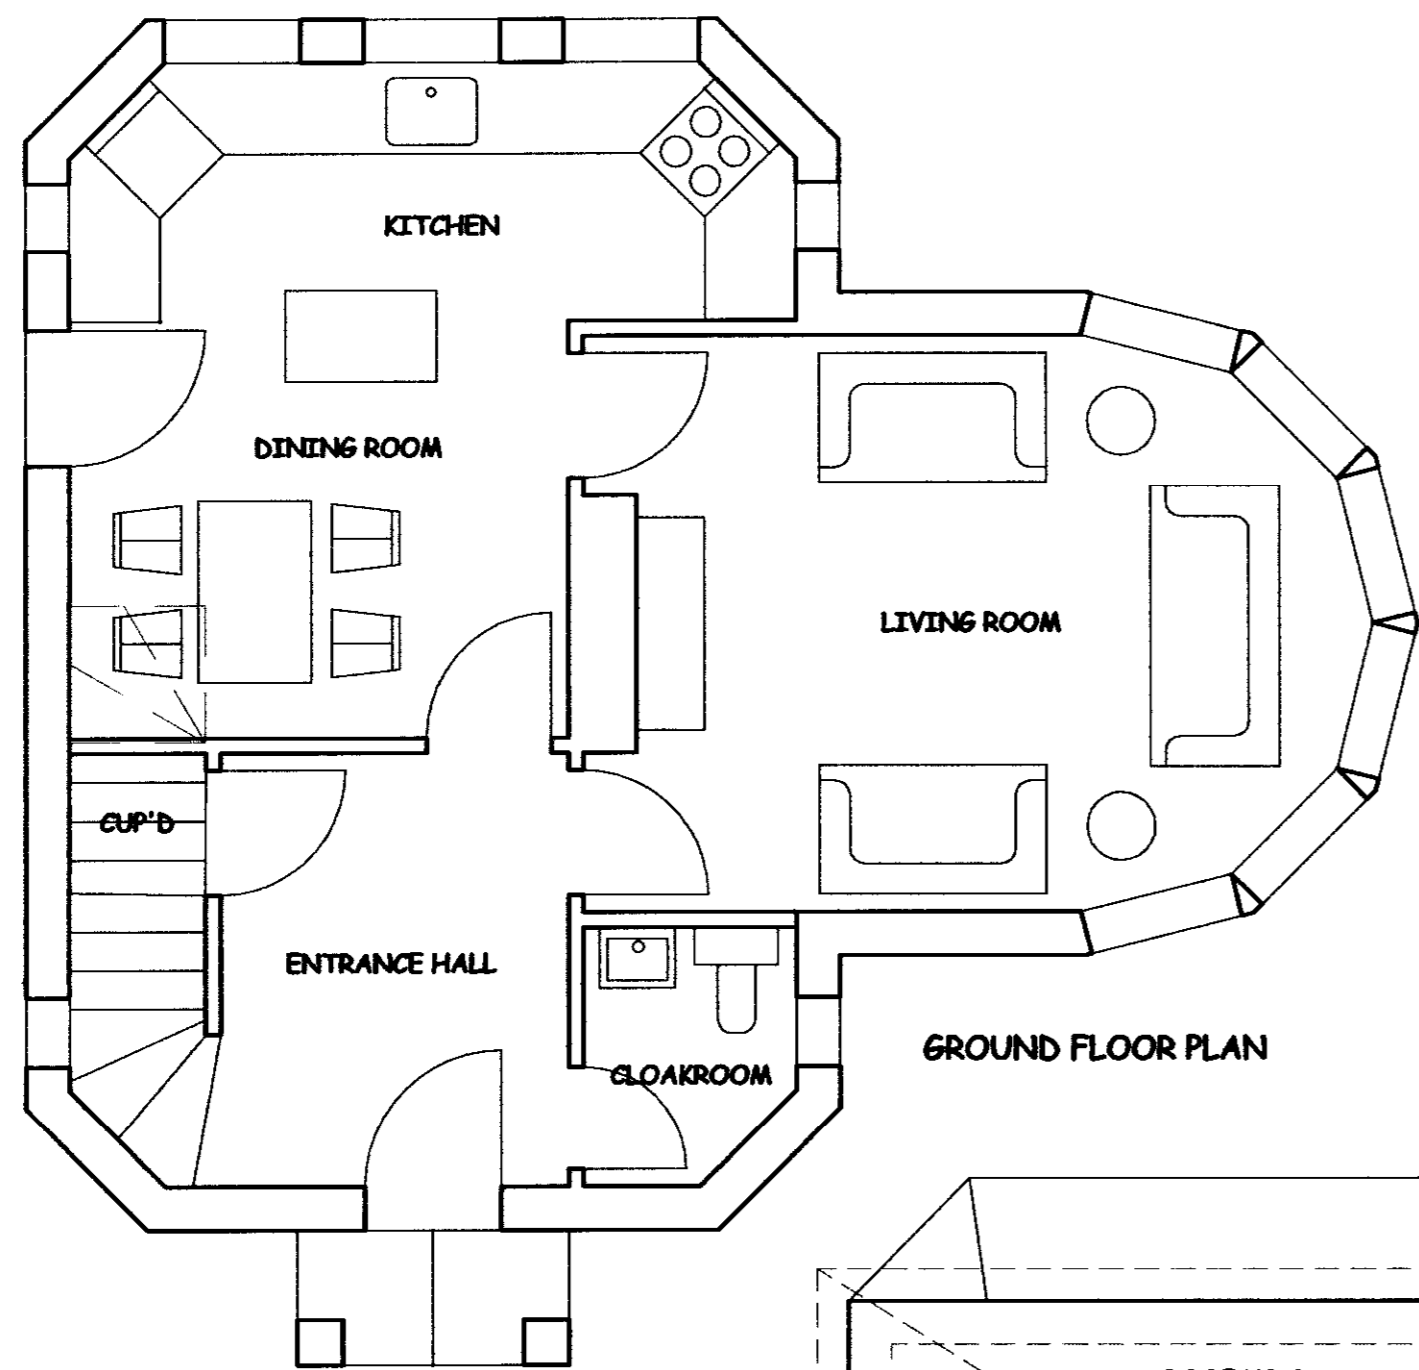 KITCHEN
DINING ROOM
LIVING ROOM
CUP'D
ENTRANCE HALL
GROUND FLOOR PLAN
CLOAKROOM